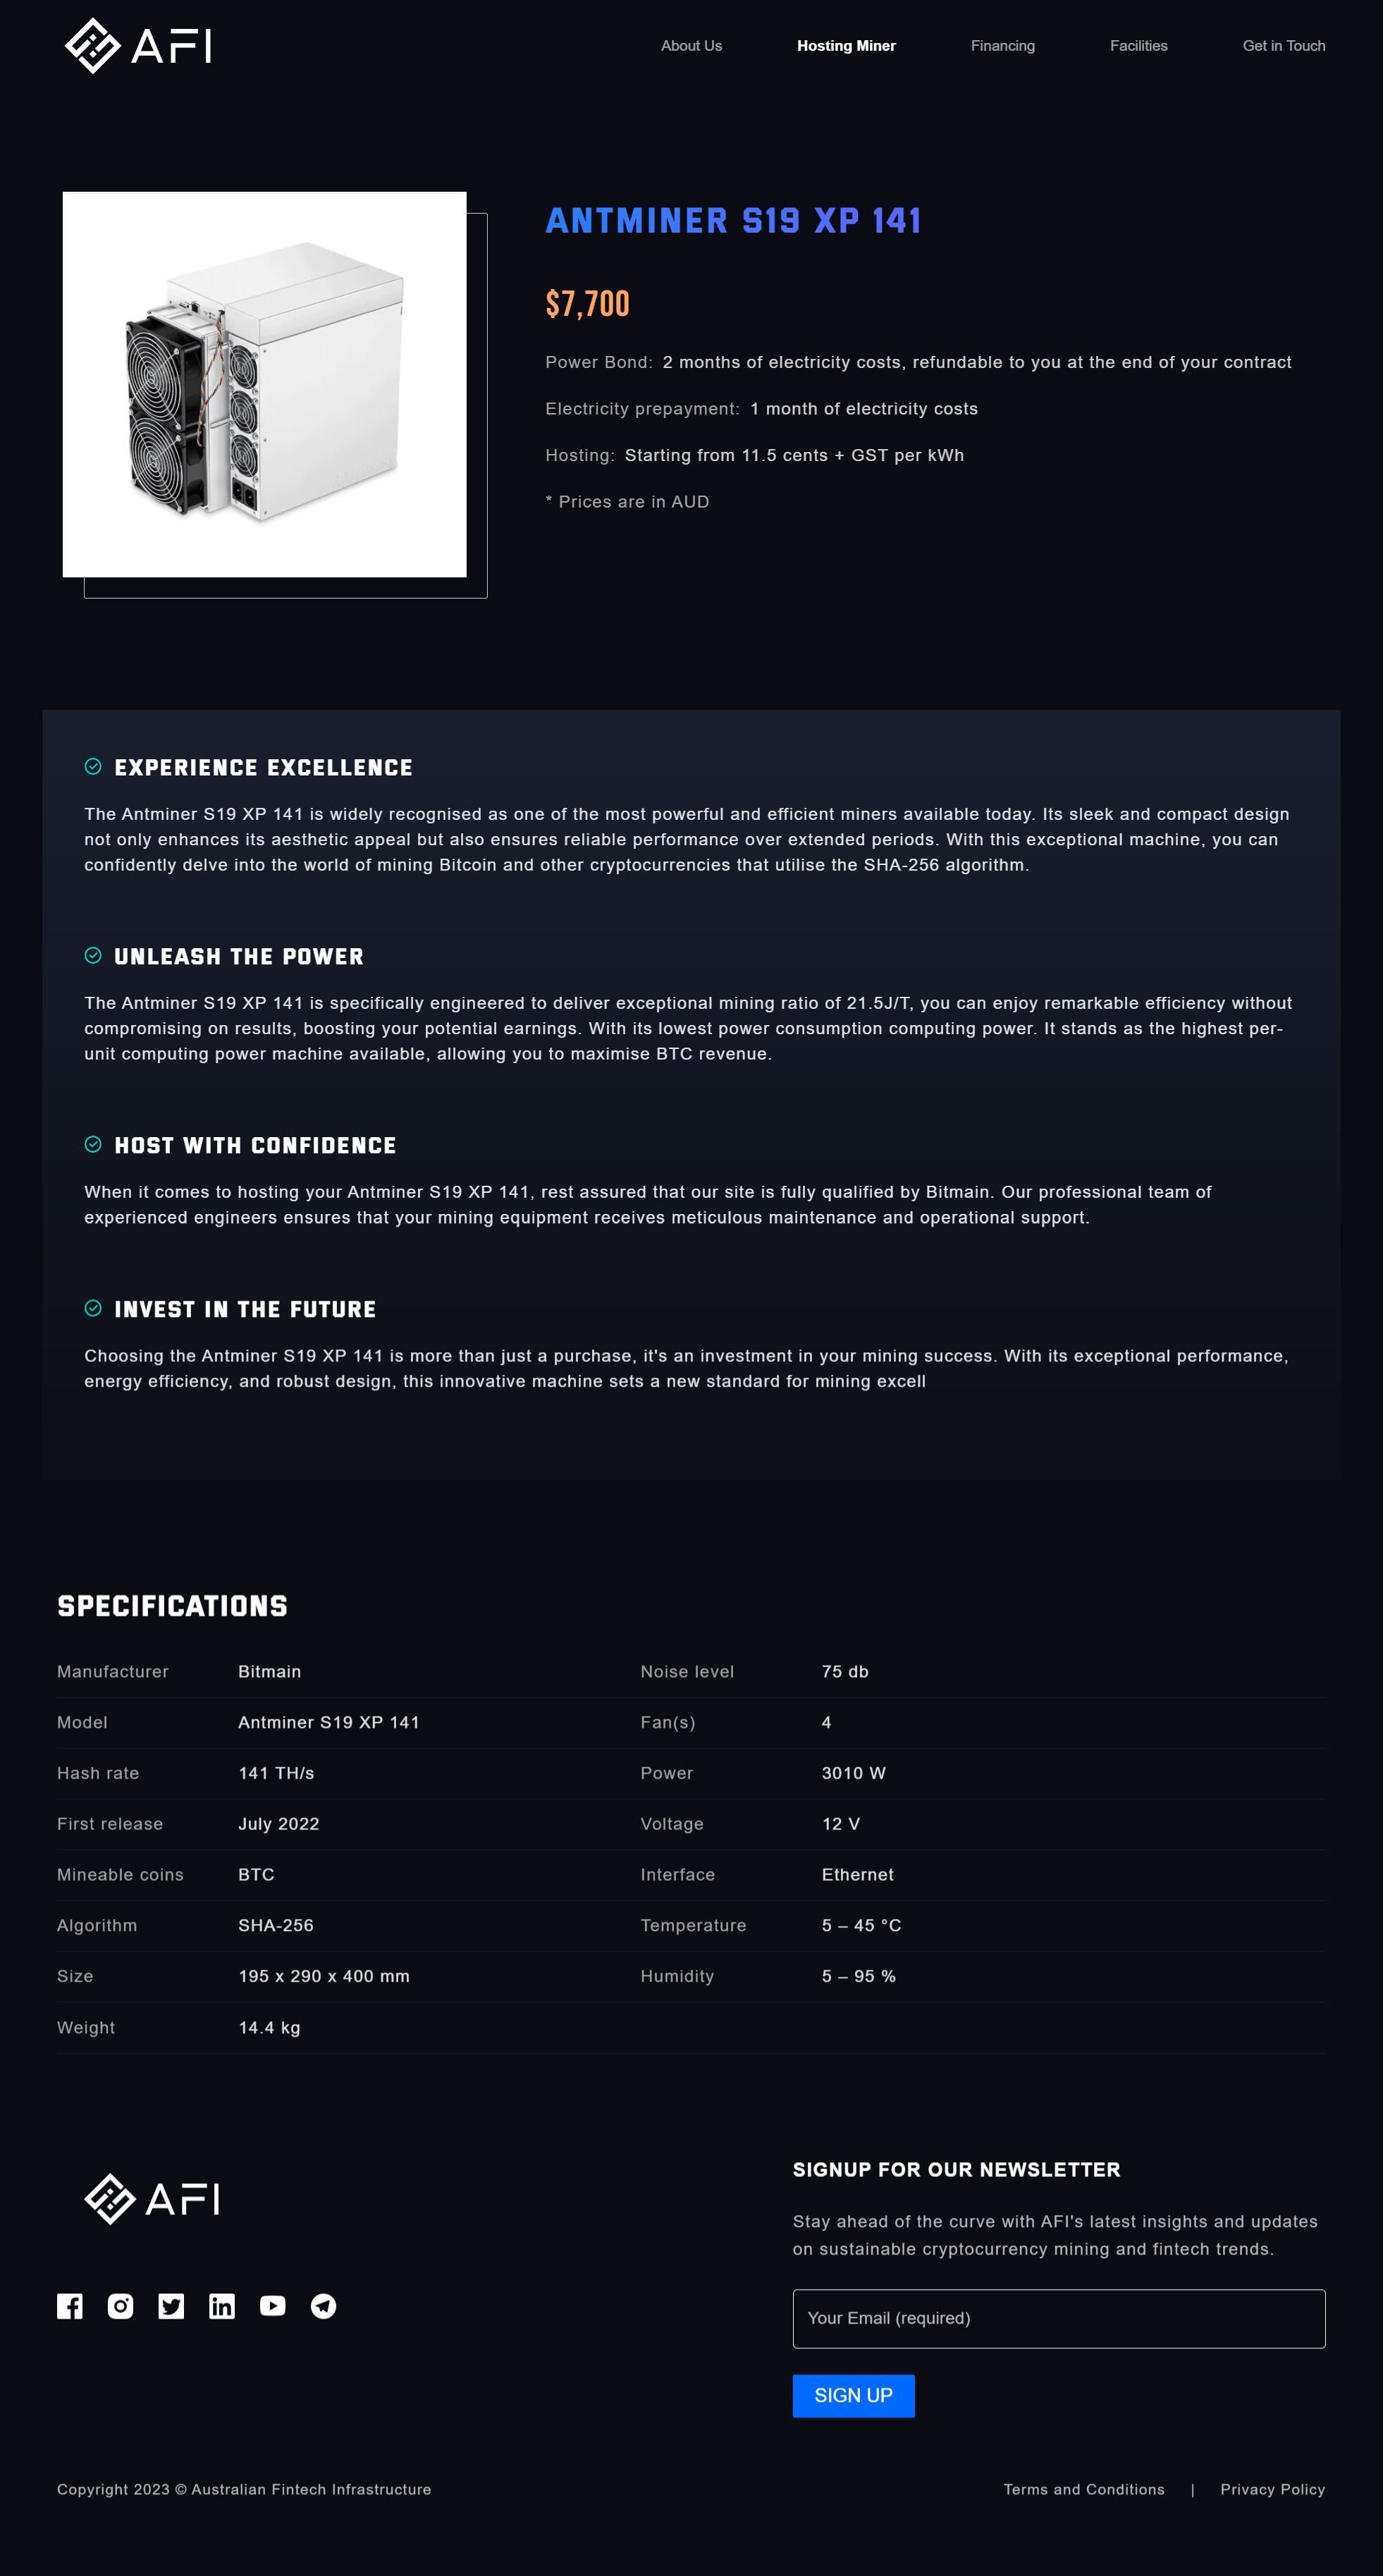 AFI
About Us
Hosting Miner
Financing
Facilities
Get in Touch
ANTMINER S19 XP 141
$7,700
Power Bond: 2 months of electricity costs, refundable to you at the end of your contract
Electricity prepayment: 1 month of electricity costs
Hosting: Starting from 11.5 cents + GST per kWh
* Prices are in AUD
EXPERIENCE EXCELLENCE
The Antminer S19 XP 141 is widely recognised as one of the most powerful and efficient miners available today. Its sleek and compact design
not only enhances its aesthetic appeal but also ensures reliable performance over extended periods. With this exceptional machine, you can
confidently delve into the world of mining Bitcoin and other cryptocurrencies that utilise the SHA-256 algorithm.
UNLEASH THE POWER
The Antminer S19 XP 141 is specifically engineered to deliver exceptional mining ratio of 21.5J/T, you can enjoy remarkable efficiency without
compromising on results, boosting your potential earnings. With its lowest power consumption computing power. It stands as the highest per-
unit computing power machine available, allowing you to maximise BTC revenue.
HOST WITH CONFIDENCE
When it comes to hosting your Antminer S19 XP 141, rest assured that our site is fully qualified by Bitmain. Our professional team of
experienced engineers ensures that your mining equipment receives meticulous maintenance and operational support.
INVEST IN THE FUTURE
Choosing the Antminer S19 XP 141 is more than just a purchase, it's an investment in your mining success. With its exceptional performance,
energy efficiency, and robust design, this innovative machine sets a new standard for mining excell
SPECIFICATIONS
Manufacturer Bitmain
Noise level 75 db
Model Antminer S19 XP 141
Fan(s) 4
Hash rate 141 TH/s
Power 3010 W
First release July 2022
Voltage 12 V
Mineable coins BTC
Interface Ethernet
Algorithm SHA-256
Temperature 5 – 45 °C
Size 195 x 290 x 400 mm
Humidity 5 – 95 %
Weight 14.4 kg
AFI
SIGNUP FOR OUR NEWSLETTER
Stay ahead of the curve with AFI's latest insights and updates
on sustainable cryptocurrency mining and fintech trends.
Your Email (required)
SIGN UP
Copyright 2023 © Australian Fintech Infrastructure
Terms and Conditions | Privacy Policy